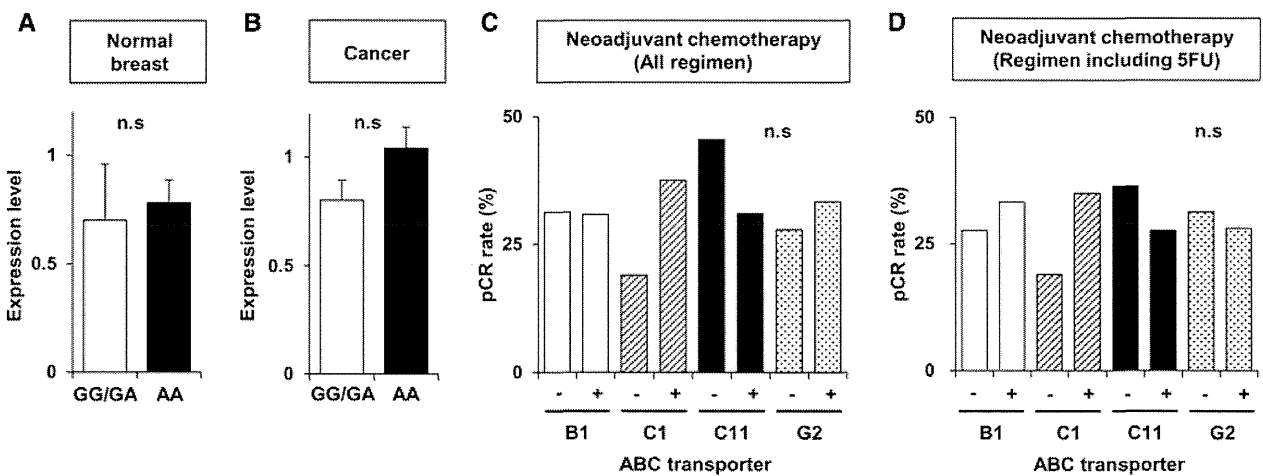 A
Normal
breast
n.s
1
0.5
0
Expression level
GG/GA AA
B
Cancer
n.s
1
0.5
0
Expression level
GG/GA AA
C
Neoadjuvant chemotherapy
(All regimen)
n.s
50
25
0
pCR rate (%)
- + - + - + - +
B1 C1 C11 G2
ABC transporter
D
Neoadjuvant chemotherapy
(Regimen including 5FU)
n.s
50
25
0
pCR rate (%)
- + - + - + - +
B1 C1 C11 G2
ABC transporter